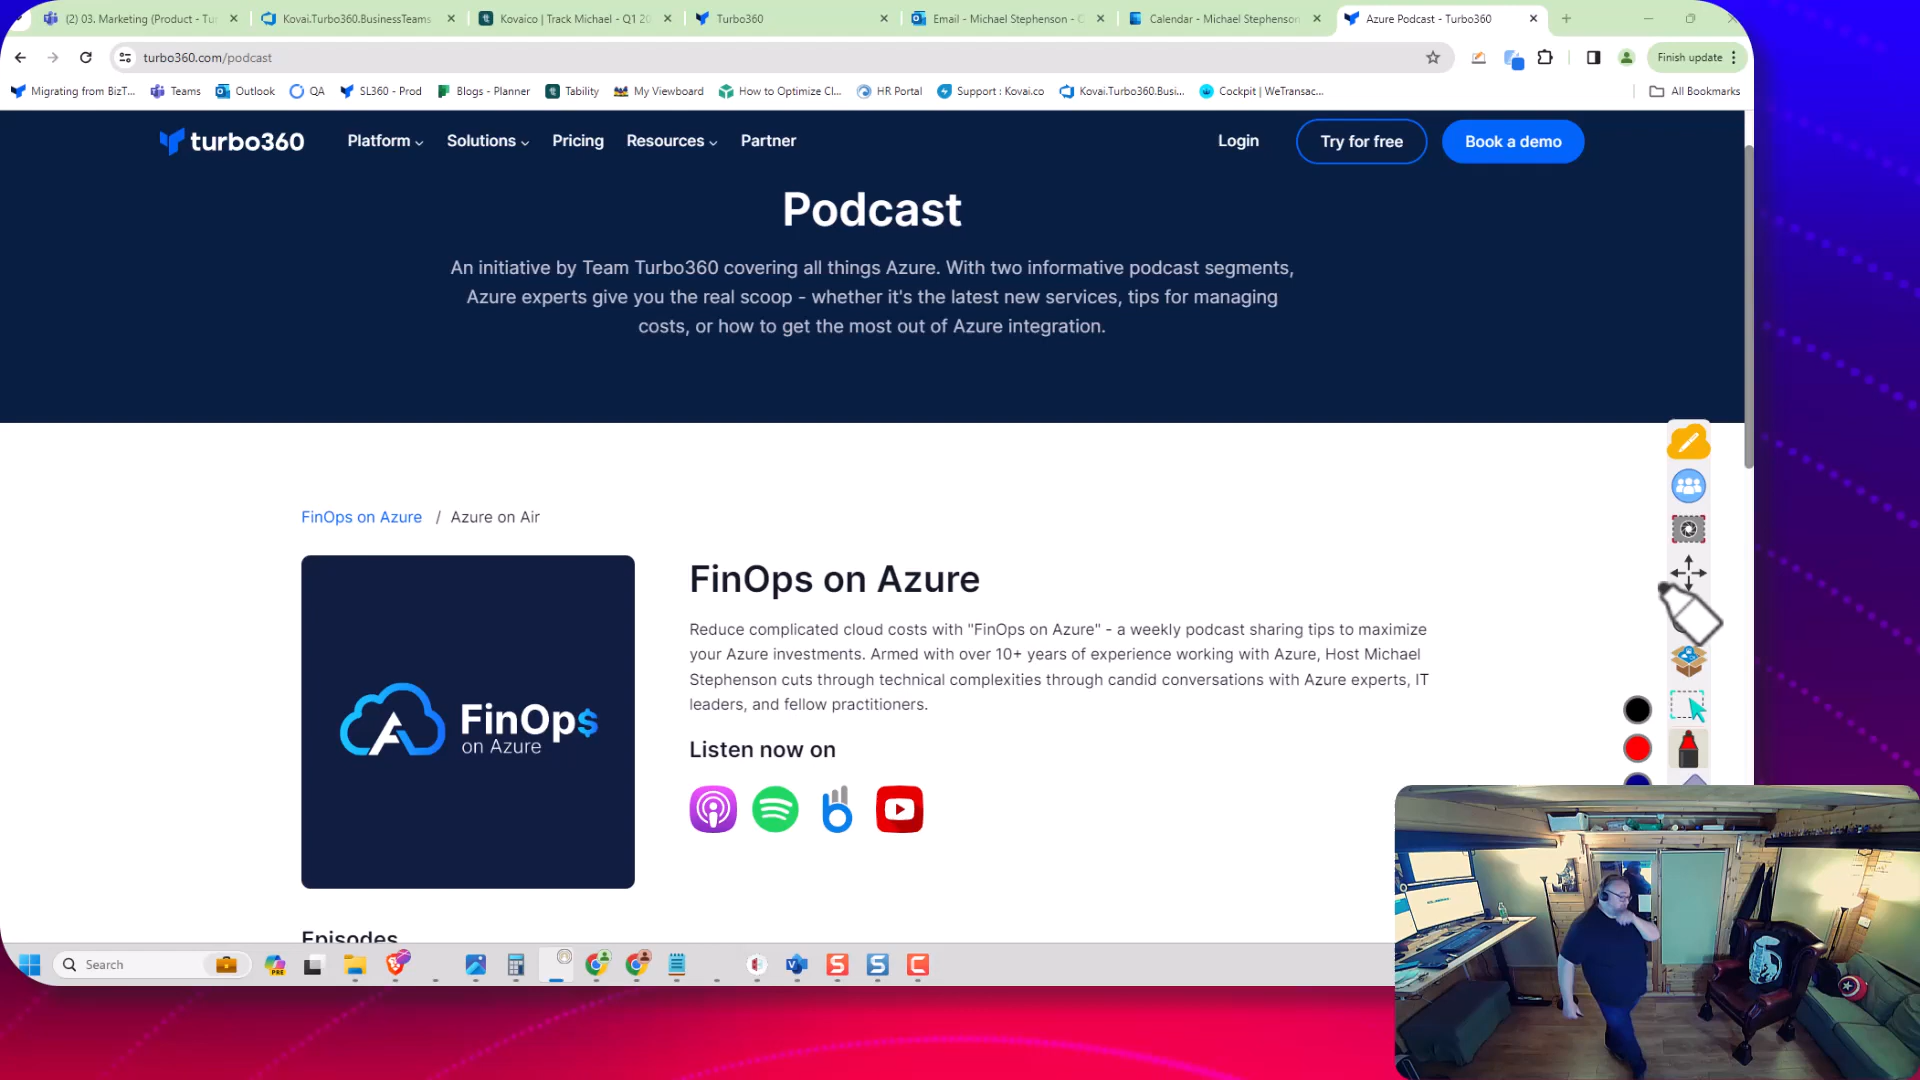 (2) 03. Marketing (Product - Tu
Kovai.Turbo360.BusinessTeams
Kovaico | Track Michael - Q1 20
Turbo360
Email - Michael Stephenson - O
Calendar - Michael Stephenson
Azure Podcast - Turbo360
turbo360.com/podcast
Finish update
Migrating from BizT...
Teams
Outlook
QA
SL360 - Prod
Blogs - Planner
Tability
My Viewboard
How to Optimize Cl...
HR Portal
Support : Kovai.co
Kovai.Turbo360.Busi...
Cockpit | WeTransac...
All Bookmarks
turbo360
Platform
Solutions
Pricing
Resources
Partner
Login
Try for free
Book a demo
Podcast
An initiative by Team Turbo360 covering all things Azure. With two informative podcast segments,
Azure experts give you the real scoop - whether it's the latest new services, tips for managing
costs, or how to get the most out of Azure integration.
FinOps on Azure / Azure on Air
FinOp$
on Azure
FinOps on Azure
Reduce complicated cloud costs with "FinOps on Azure" - a weekly podcast sharing tips to maximize
your Azure investments. Armed with over 10+ years of experience working with Azure, Host Michael
Stephenson cuts through technical complexities through candid conversations with Azure experts, IT
leaders, and fellow practitioners.
Listen now on
Episodes
Search
PRE